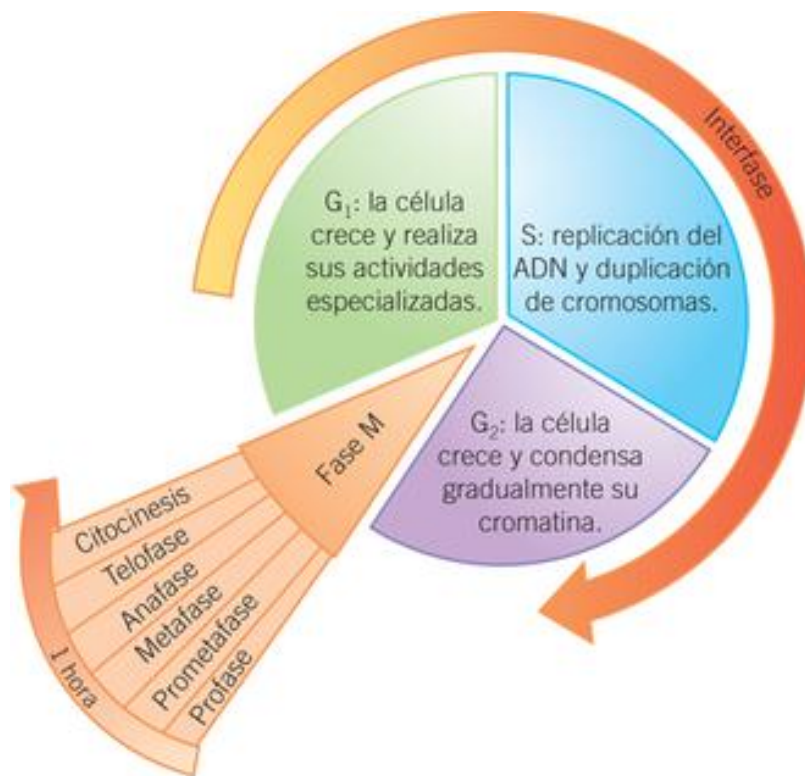 Interfase
G₁: la célula
crece y realiza
sus actividades
especializadas.
S: replicación del
ADN y duplicación
de cromosomas.
G₂: la célula
crece y condensa
gradualmente su
cromatina.
Fase M
Citocinesis
Telofase
Anafase
Metafase
Prometafase
Profase
1 hora